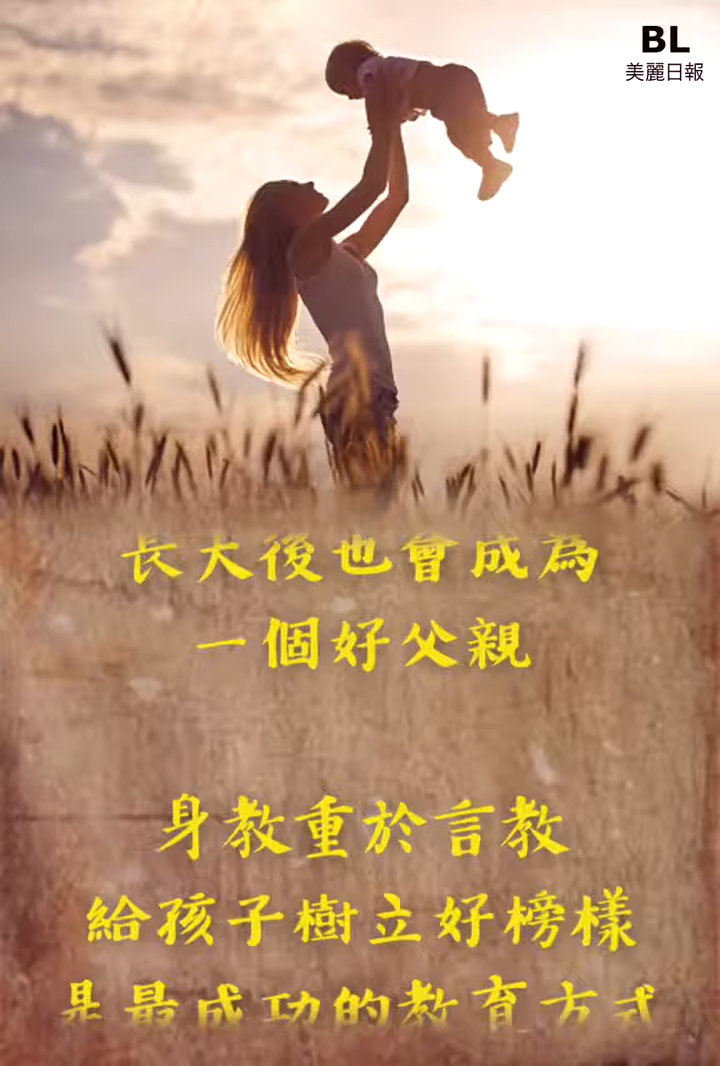 BL
美麗日報
長大後也會成為
一個好父親
身教重於言教
給孩子樹立好榜樣
是最成功的教育方式